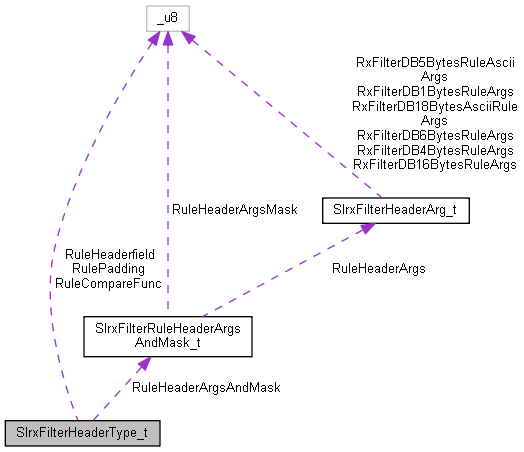 _u8
RxFilterDB5BytesRuleAscii
Args
RxFilterDB1BytesRuleArgs
RxFilterDB18BytesAsciiRule
Args
RxFilterDB6BytesRuleArgs
RxFilterDB4BytesRuleArgs
RxFilterDB16BytesRuleArgs
RuleHeaderArgsMask
SlrxFilterHeaderArg_t
RuleHeaderfield
RulePadding
RuleCompareFunc
RuleHeaderArgs
SlrxFilterRuleHeaderArgs
AndMask_t
RuleHeaderArgsAndMask
SlrxFilterHeaderType_t